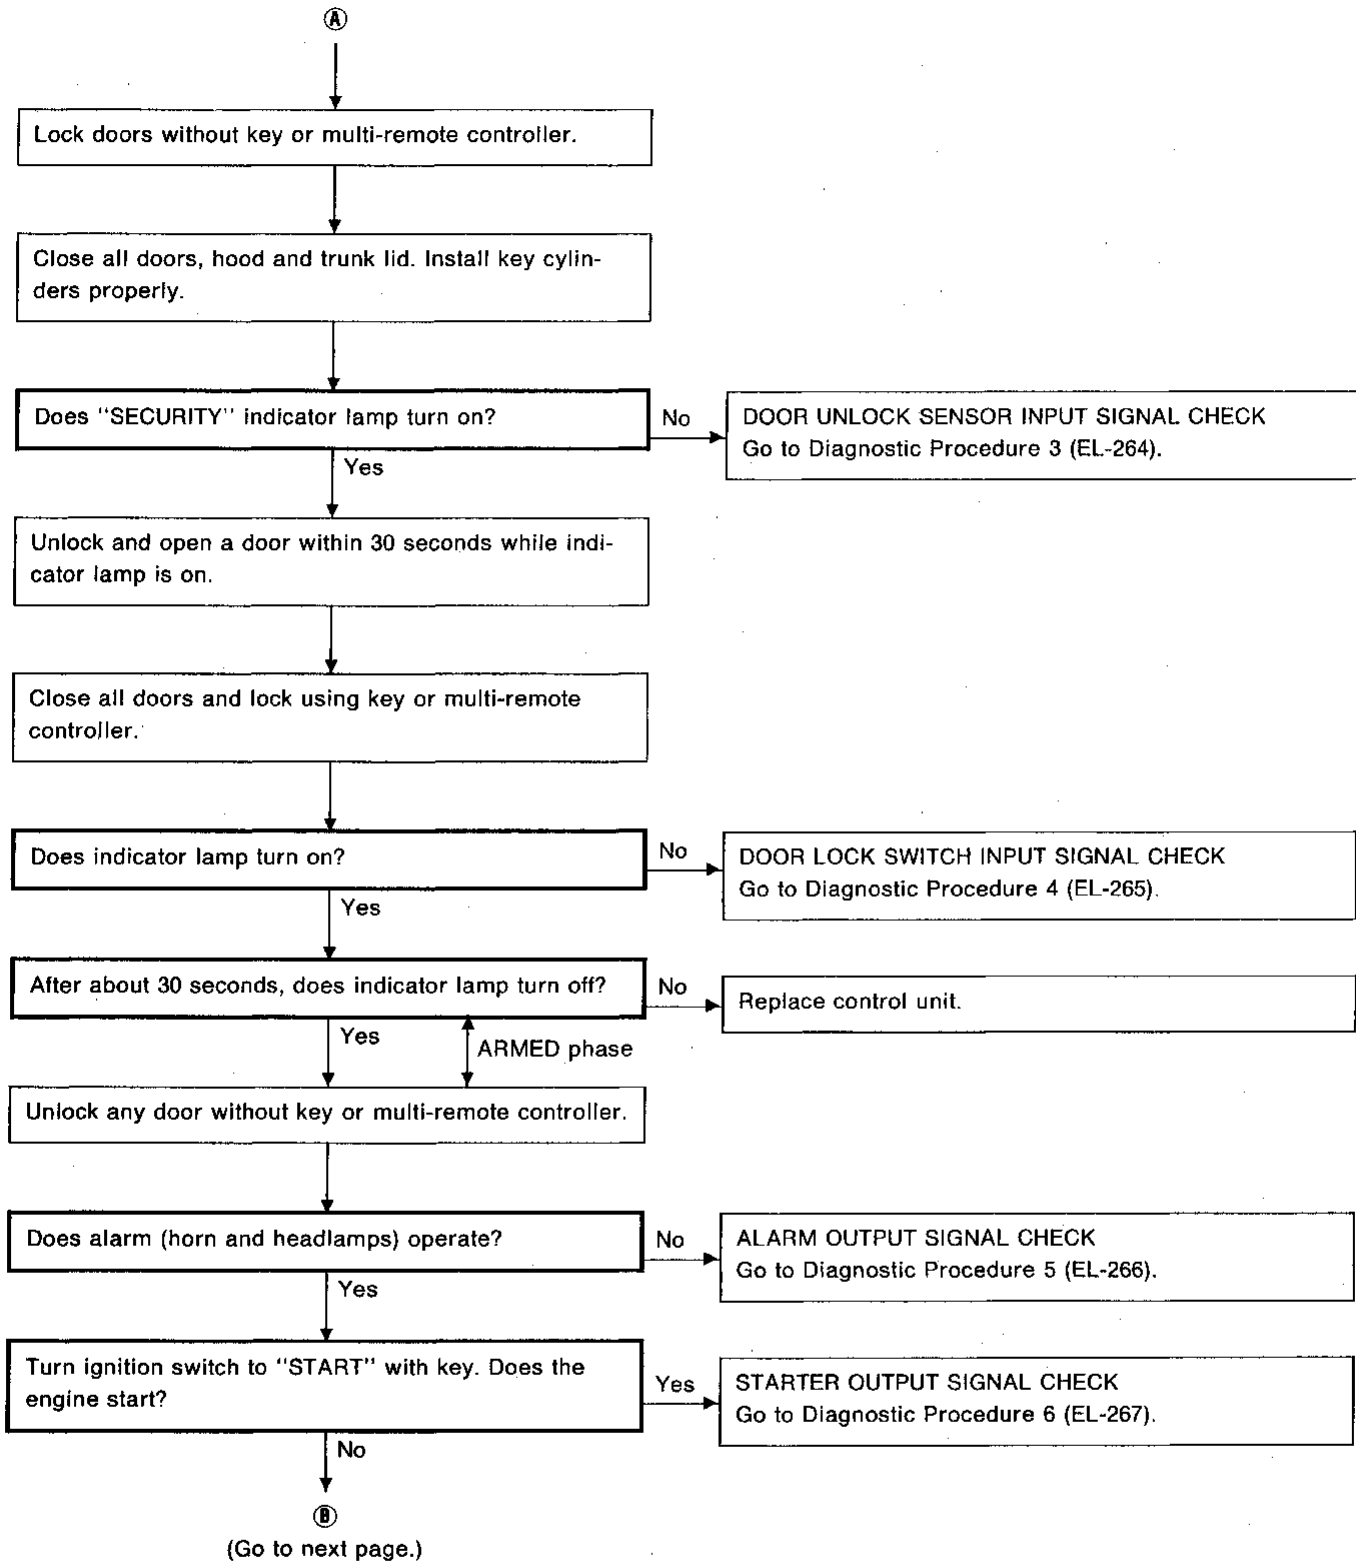 A
Lock doors without key or multi-remote controller.
Close all doors, hood and trunk lid. Install key cylin-
ders properly.
Does "SECURITY" indicator lamp turn on?
No
DOOR UNLOCK SENSOR INPUT SIGNAL CHECK
Go to Diagnostic Procedure 3 (EL-264).
Yes
Unlock and open a door within 30 seconds while indi-
cator lamp is on.
Close all doors and lock using key or multi-remote
controller.
Does indicator lamp turn on?
No
DOOR LOCK SWITCH INPUT SIGNAL CHECK
Go to Diagnostic Procedure 4 (EL-265).
Yes
After about 30 seconds, does indicator lamp turn off?
No
Replace control unit.
Yes
ARMED phase
Unlock any door without key or multi-remote controller.
Does alarm (horn and headlamps) operate?
No
ALARM OUTPUT SIGNAL CHECK
Go to Diagnostic Procedure 5 (EL-266).
Yes
Turn ignition switch to "START" with key. Does the
engine start?
Yes
STARTER OUTPUT SIGNAL CHECK
Go to Diagnostic Procedure 6 (EL-267).
No
B
(Go to next page.)